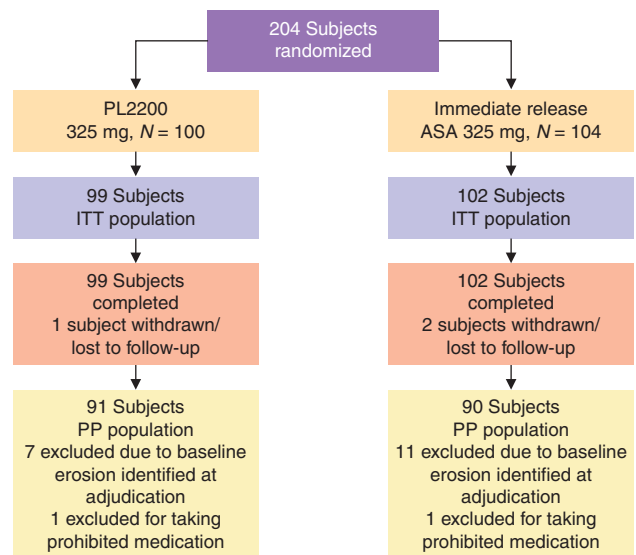 204 Subjects
randomized
PL2200
325 mg, N = 100
99 Subjects
ITT population
99 Subjects
completed
1 subject withdrawn/
lost to follow-up
91 Subjects
PP population
7 excluded due to baseline
erosion identified at
adjudication
1 excluded for taking
prohibited medication
Immediate release
ASA 325 mg, N = 104
102 Subjects
ITT population
102 Subjects
completed
2 subjects withdrawn/
lost to follow-up
90 Subjects
PP population
11 excluded due to baseline
erosion identified at
adjudication
1 excluded for taking
prohibited medication